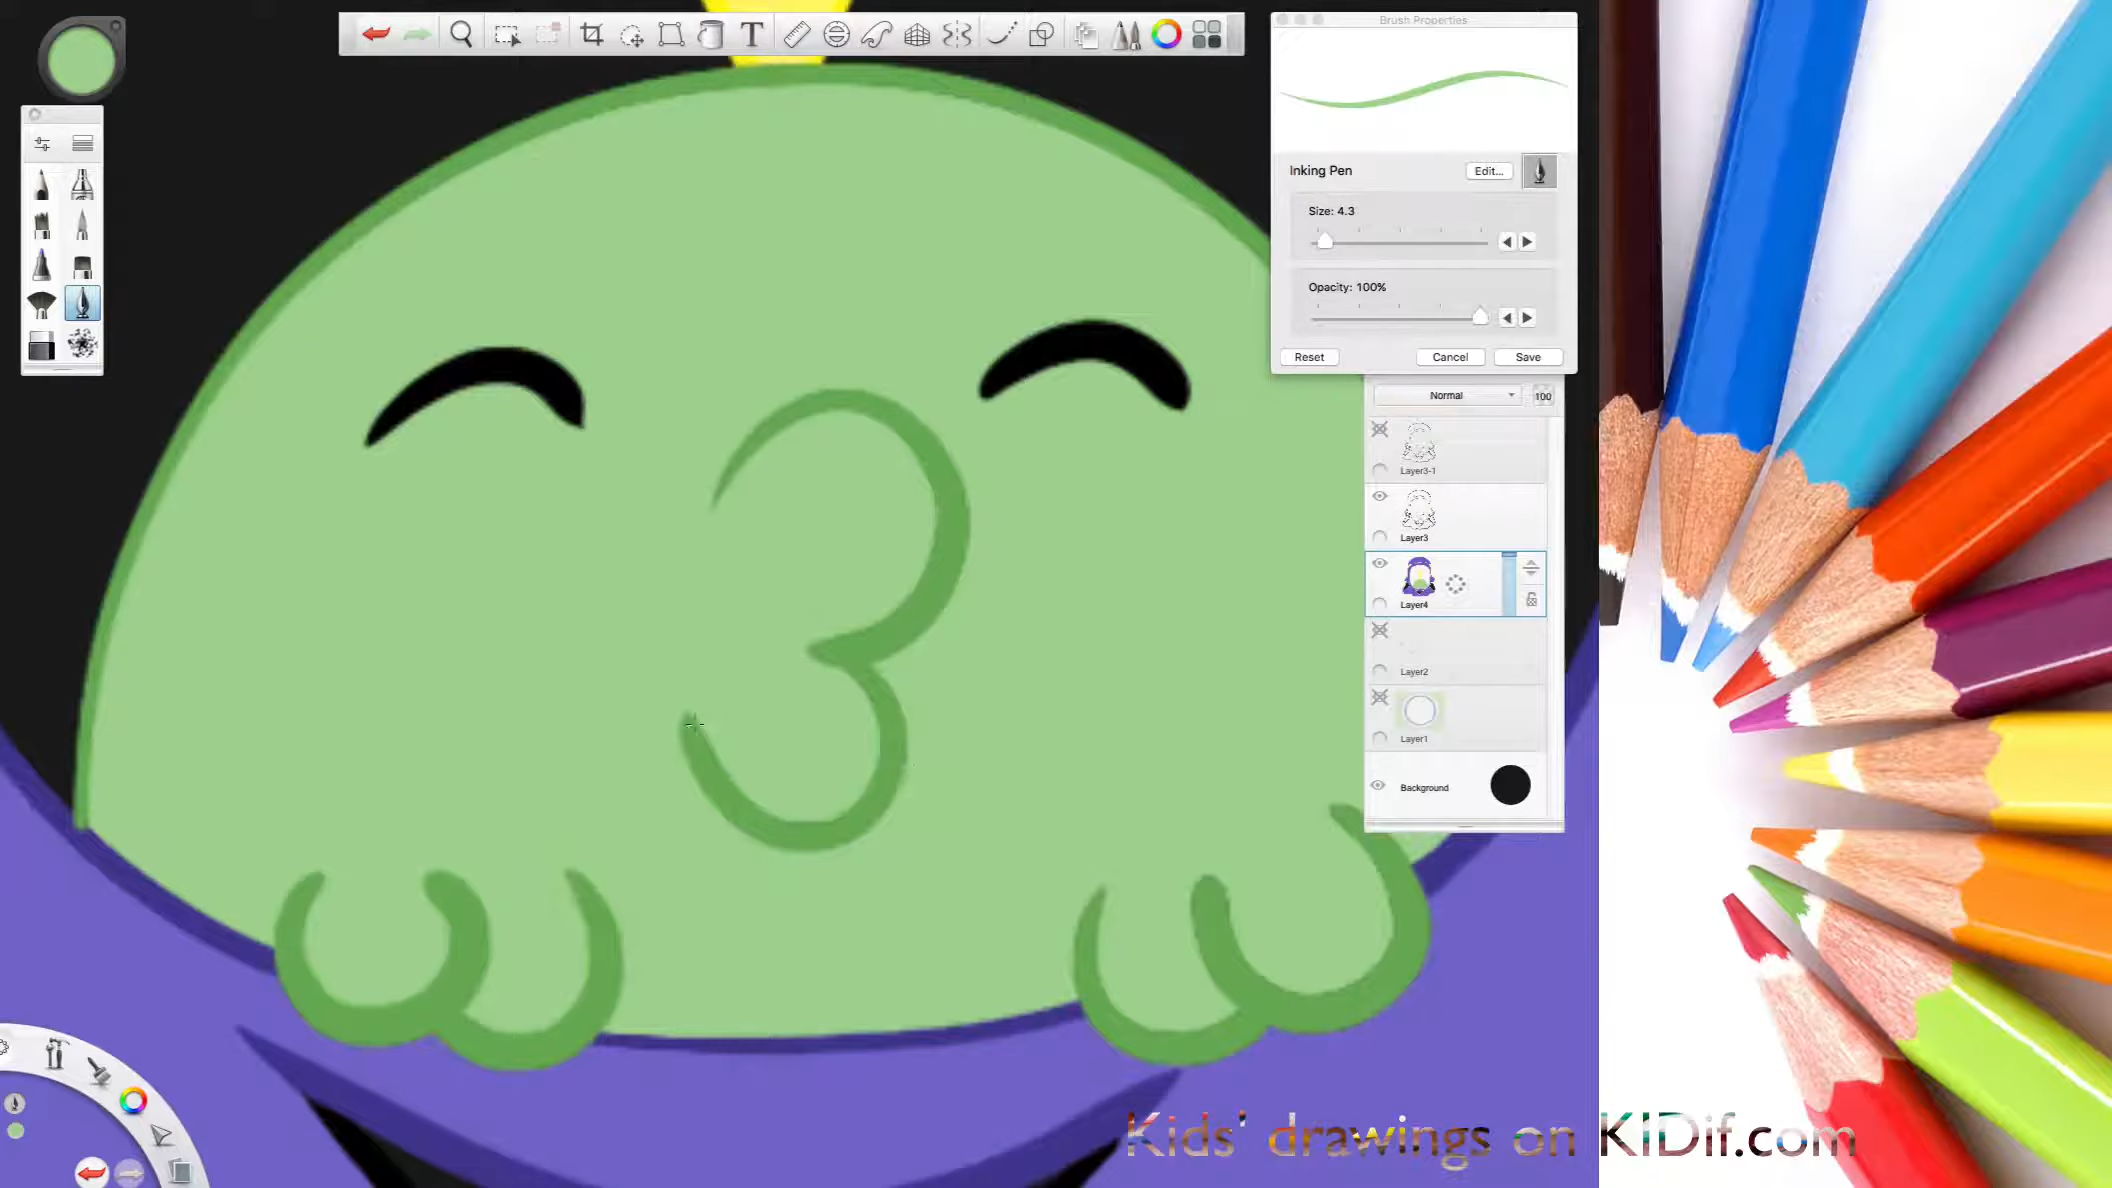 T
Brush Properties
Inking Pen
Edit...
Size: 4.3
Opacity: 100%
Reset
Cancel
Save
Normal
100
Layer3-1
Layer3
Layer4
Layer2
Layer1
Background
Kids' drawings on KIDif.com